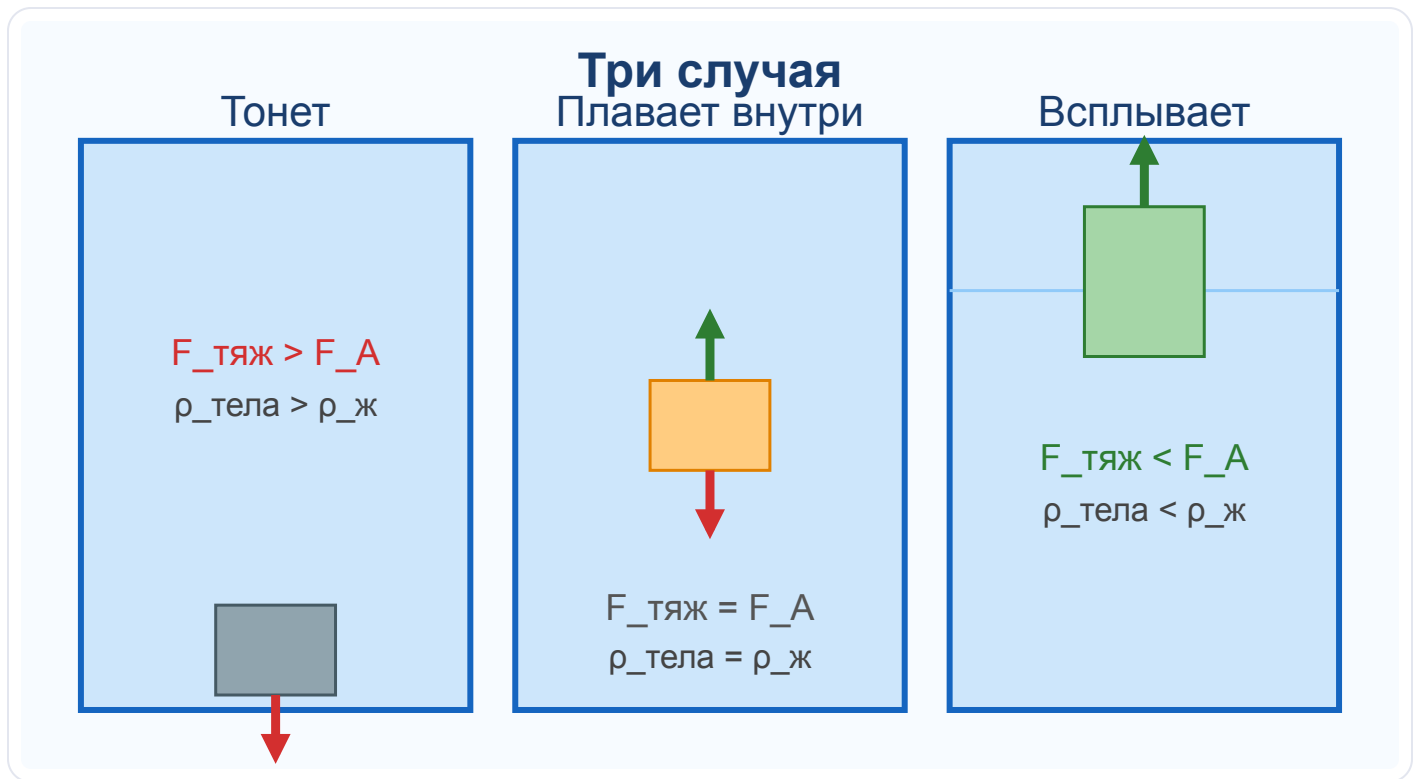 Три случая
Тонет
Плавает внутри
Всплывает
F_тяж > F_A
ρ_тела > ρ_ж
F_тяж = F_A
ρ_тела = ρ_ж
F_тяж < F_A
ρ_тела < ρ_ж